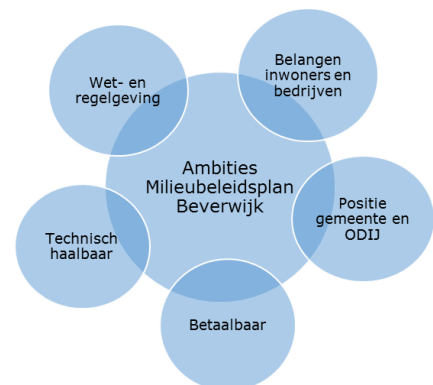 Belangen
inwoners en
bedrijven
Wet- en
regelgeving
Ambities
Milieubeleidsplan
Beverwijk
Positie
gemeente en
ODIJ
Technisch
haalbaar
Betaalbaar